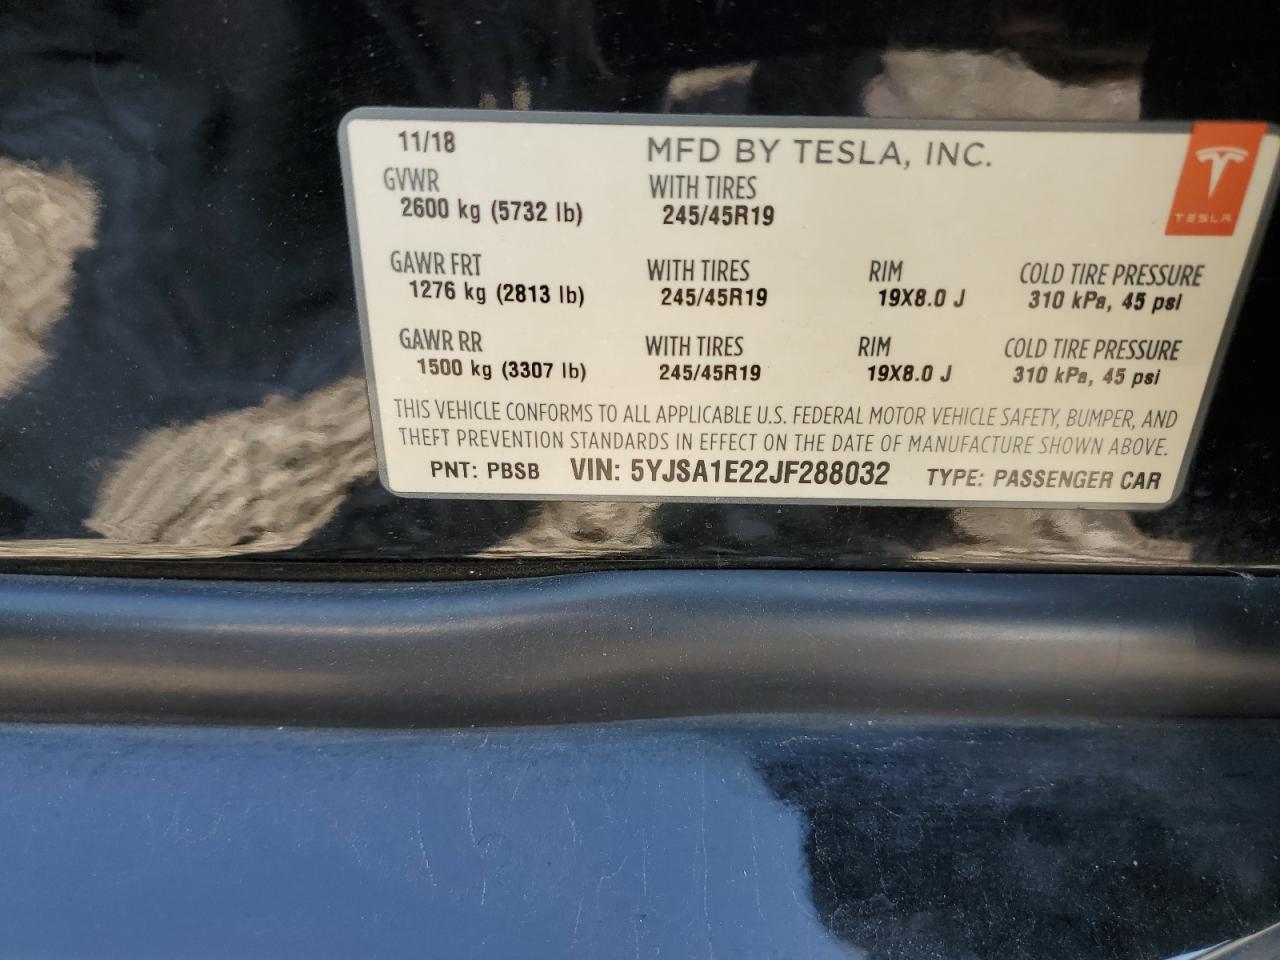 11/18 MFD BY TESLA, INC.
GVWR WITH TIRES
2600 kg (5732 lb) 245/45R19
TESLA
GAWR FRT WITH TIRES RIM COLD TIRE PRESSURE
1276 kg (2813 lb) 245/45R19 19X8.0 J 310 kPa, 45 psi
GAWR RR WITH TIRES RIM COLD TIRE PRESSURE
1500 kg (3307 lb) 245/45R19 19X8.0 J 310 kPa, 45 psi
THIS VEHICLE CONFORMS TO ALL APPLICABLE U.S. FEDERAL MOTOR VEHICLE SAFETY, BUMPER, AND
THEFT PREVENTION STANDARDS IN EFFECT ON THE DATE OF MANUFACTURE SHOWN ABOVE.
PNT: PBSB VIN: 5YJSA1E22JF288032 TYPE: PASSENGER CAR